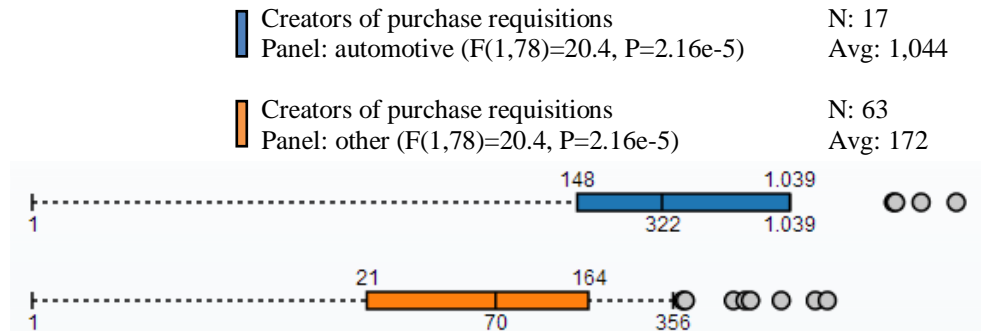 Creators of purchase requisitions N: 17
Panel: automotive (F(1,78)=20.4, P=2.16e-5) Avg: 1,044
Creators of purchase requisitions N: 63
Panel: other (F(1,78)=20.4, P=2.16e-5) Avg: 172
148 1.039
1 322 1.039
21 164
1 70 356